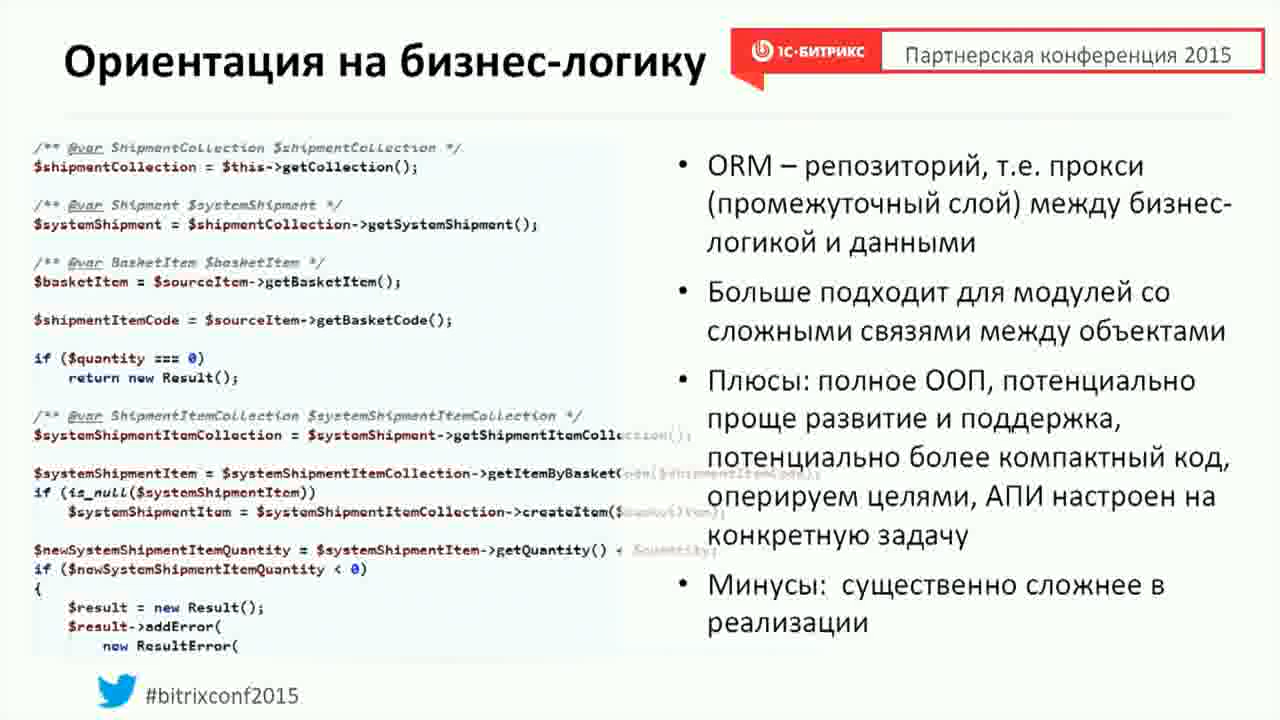 Ориентация на бизнес-логику
1С-БИТРИКС
Партнерская конференция 2015
/** @var ShipmentCollection $shipmentCollection */
$shipmentCollection = $this->getCollection();
/** @var Shipment $systemShipment */
$systemShipment = $shipmentCollection->getSystemShipment();
/** @var BasketItem $basketItem */
$basketItem = $sourceItem->getBasketItem();
$shipmentItemCode = $sourceItem->getBasketCode();
if ($quantity === 0)
return new Result();
/** @var ShipmentItemCollection $systemShipmentItemCollection */
$systemShipmentItemCollection = $systemShipment->getShipmentItemCollection();
$systemShipmentItem = $systemShipmentItemCollection->getItemByBasketCode($shipmentItemCode);
if (is_null($systemShipmentItem))
$systemShipmentItem = $systemShipmentItemCollection->createItem($basketItem);
$newSystemShipmentItemQuantity = $systemShipmentItem->getQuantity() + $quantity;
if ($newSystemShipmentItemQuantity < 0)
{
$result = new Result();
$result->addError(
new ResultError(
• ORM – репозиторий, т.е. прокси
(промежуточный слой) между бизнес-
логикой и данными
• Больше подходит для модулей со
сложными связями между объектами
• Плюсы: полное ООП, потенциально
проще развитие и поддержка,
потенциально более компактный код,
оперируем целями, АПИ настроен на
конкретную задачу
• Минусы: существенно сложнее в
реализации
#bitrixconf2015